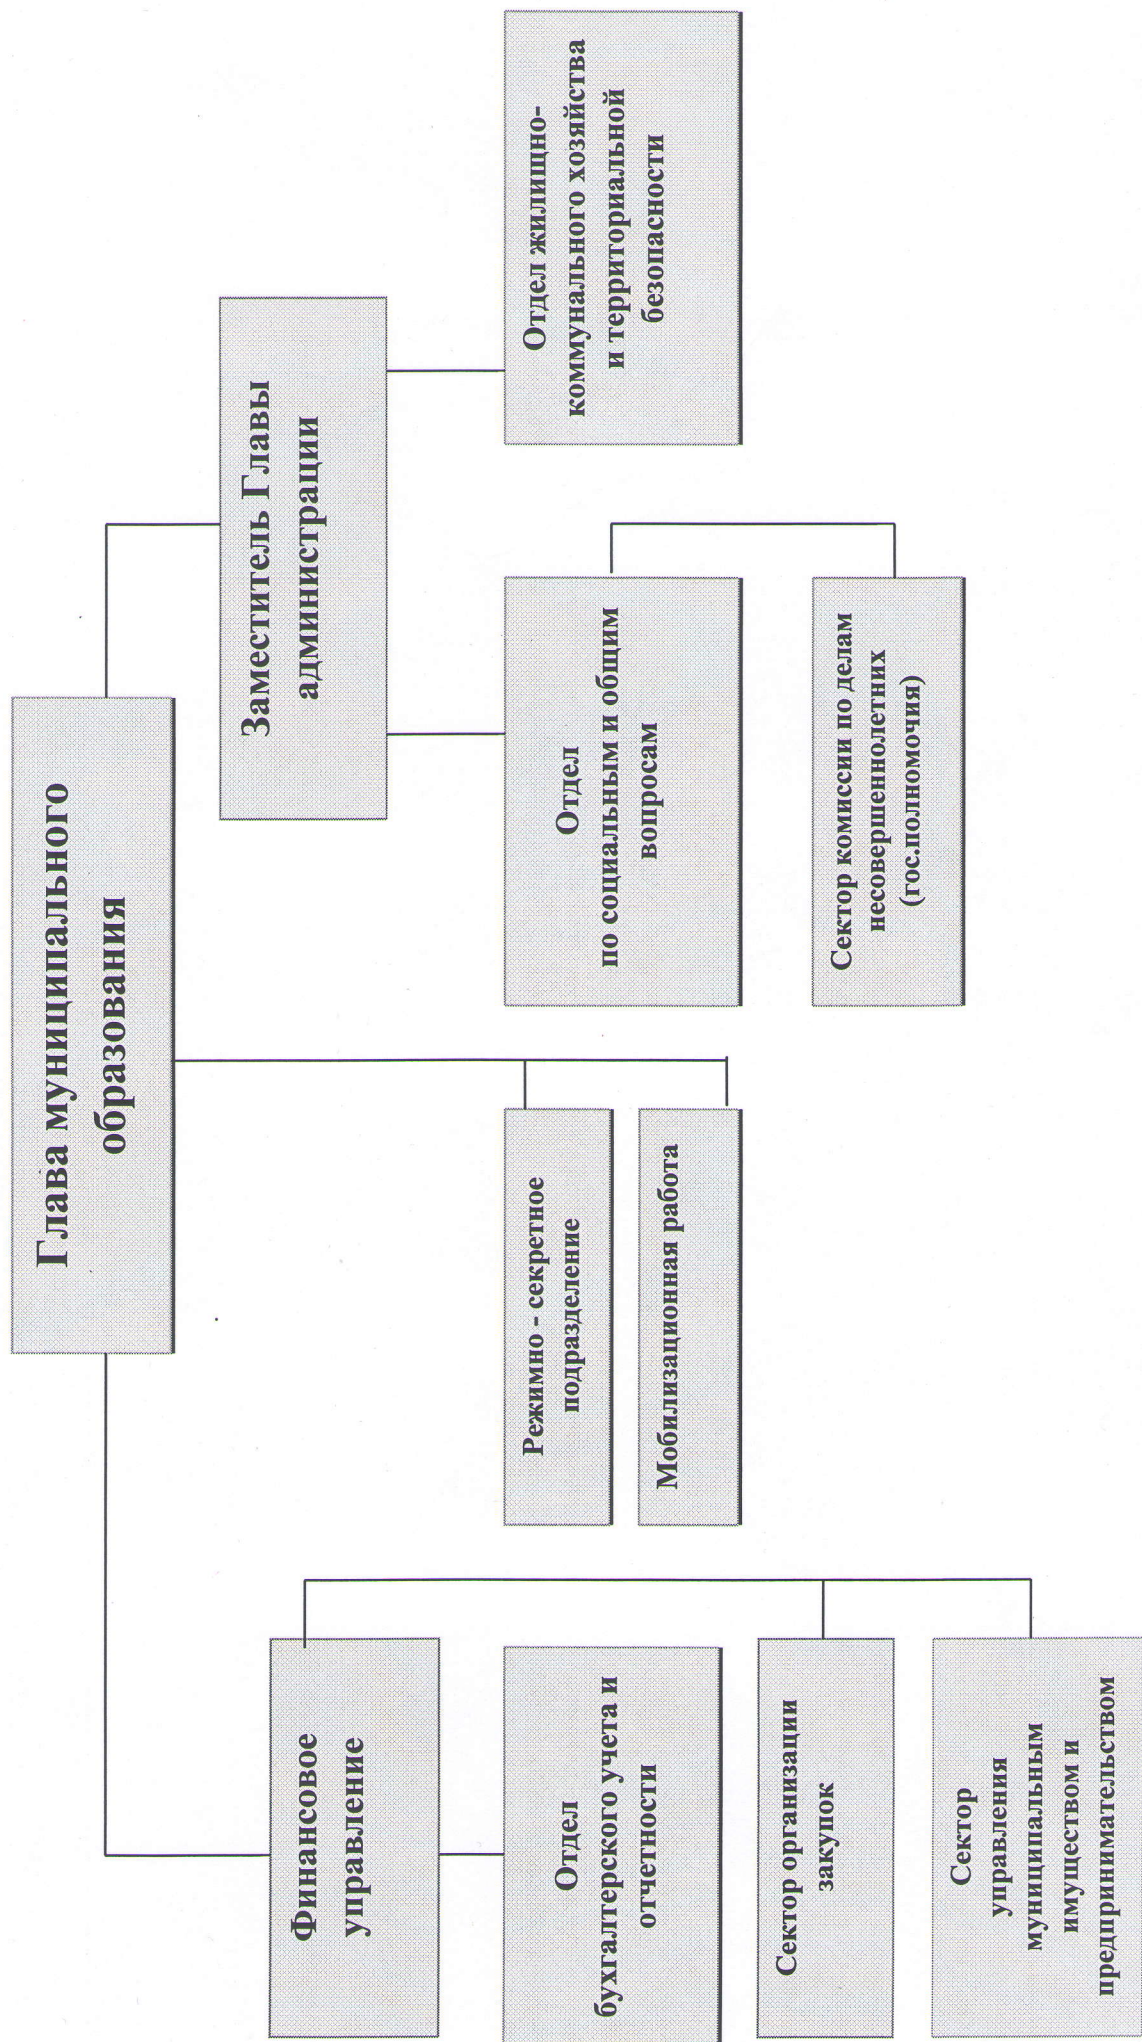 Глава муниципального
образования
Заместитель Главы
администрации
Финансовое
управление
Режимно - секретное
подразделение
Мобилизационная работа
Отдел
по социальным и общим
вопросам
Отдел жилищно-
коммунального хозяйства
и территориальной
безопасности
Отдел
бухгалтерского учета и
отчетности
Сектор организации
закупок
Сектор
управления
муниципальным
имуществом и
предпринимательством
Сектор комиссии по делам
несовершеннолетних
(гос.полномочия)